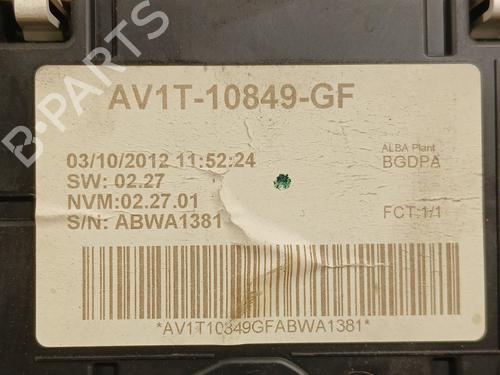 AV1T-10849-GF
03/10/2012 11:52:24
ALBA Plant
BGDPA
SW: 02.27
NVM:02.27.01
FCT:1/1
S/N: ABWA1381
*AV1T10849GFABWA1381*
B-PARTS